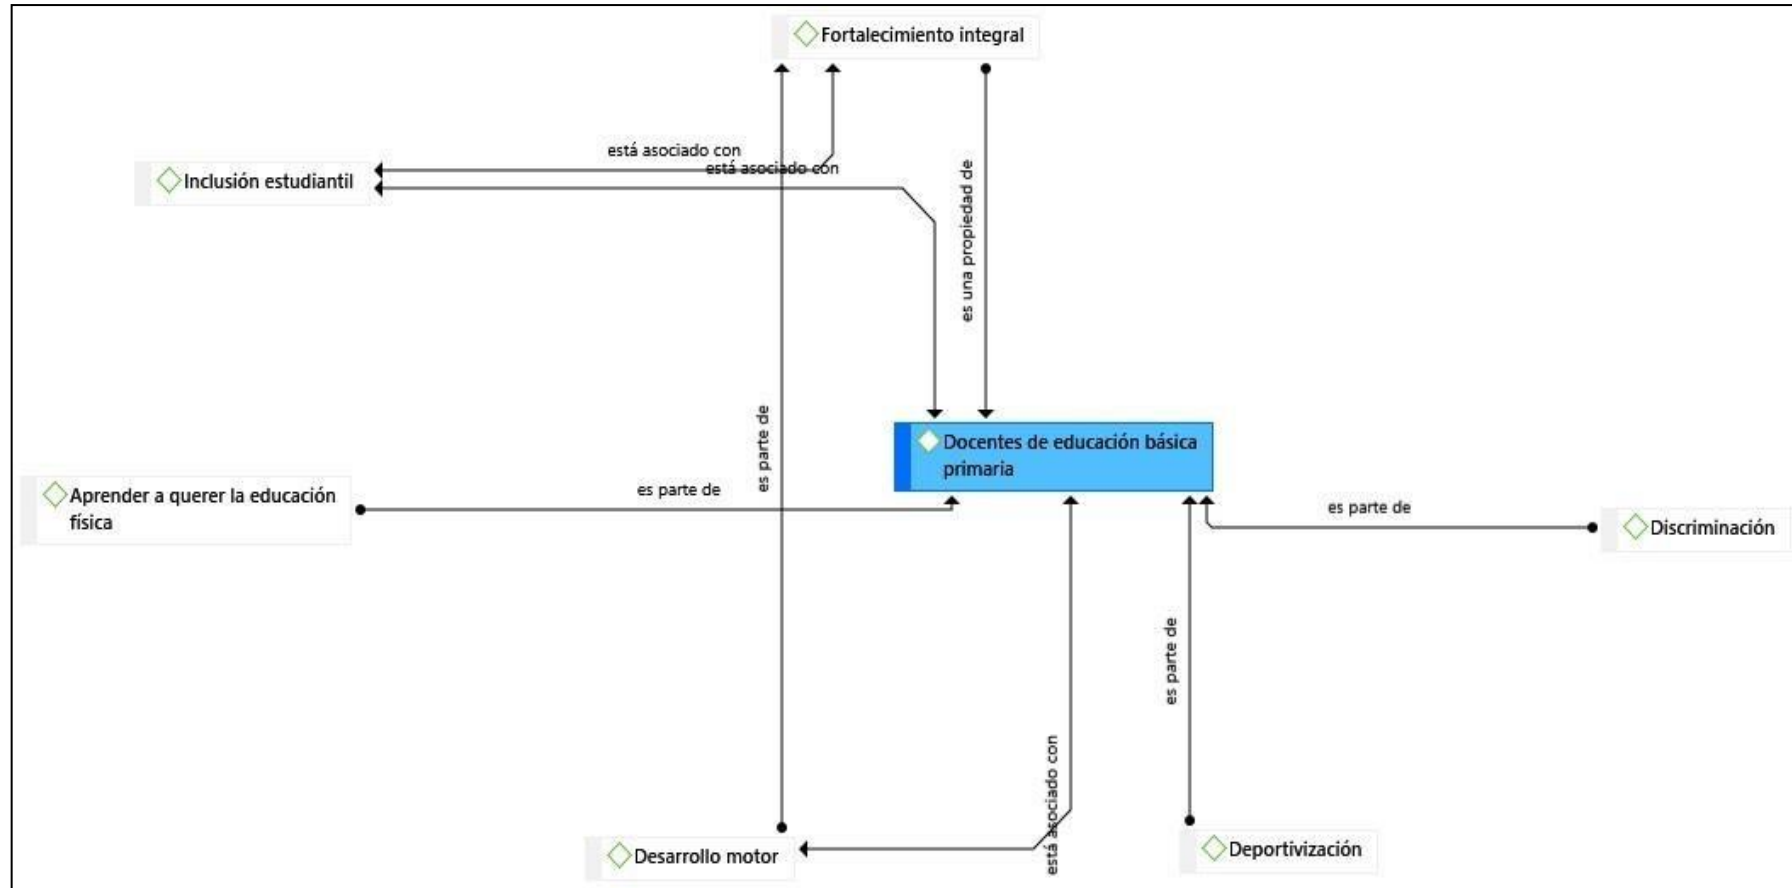 Fortalecimiento integral
está asociado con
está asociado con
Inclusión estudiantil
es una propiedad de
es parte de
Docentes de educación básica
primaria
Aprender a querer la educación
física
es parte de
es parte de
Discriminación
es parte de
está asociado con
Desarrollo motor
Deportivización